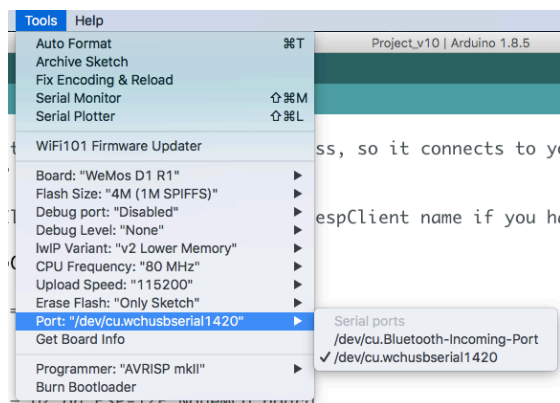 Tools Help
Project_v10 | Arduino 1.8.5
Auto Format ⌘T
Archive Sketch
Fix Encoding & Reload
Serial Monitor ⇧⌘M
Serial Plotter ⇧⌘L
WiFi101 Firmware Updater
ss, so it connects to yo
Board: "WeMos D1 R1"
Flash Size: "4M (1M SPIFFS)"
Debug port: "Disabled"
espClient name if you ha
Debug Level: "None"
lwIP Variant: "v2 Lower Memory"
CPU Frequency: "80 MHz"
Upload Speed: "115200"
Erase Flash: "Only Sketch"
Port: "/dev/cu.wchusbserial1420"
Serial ports
/dev/cu.Bluetooth-Incoming-Port
✓/dev/cu.wchusbserial1420
Get Board Info
Programmer: "AVRISP mkII"
Burn Bootloader